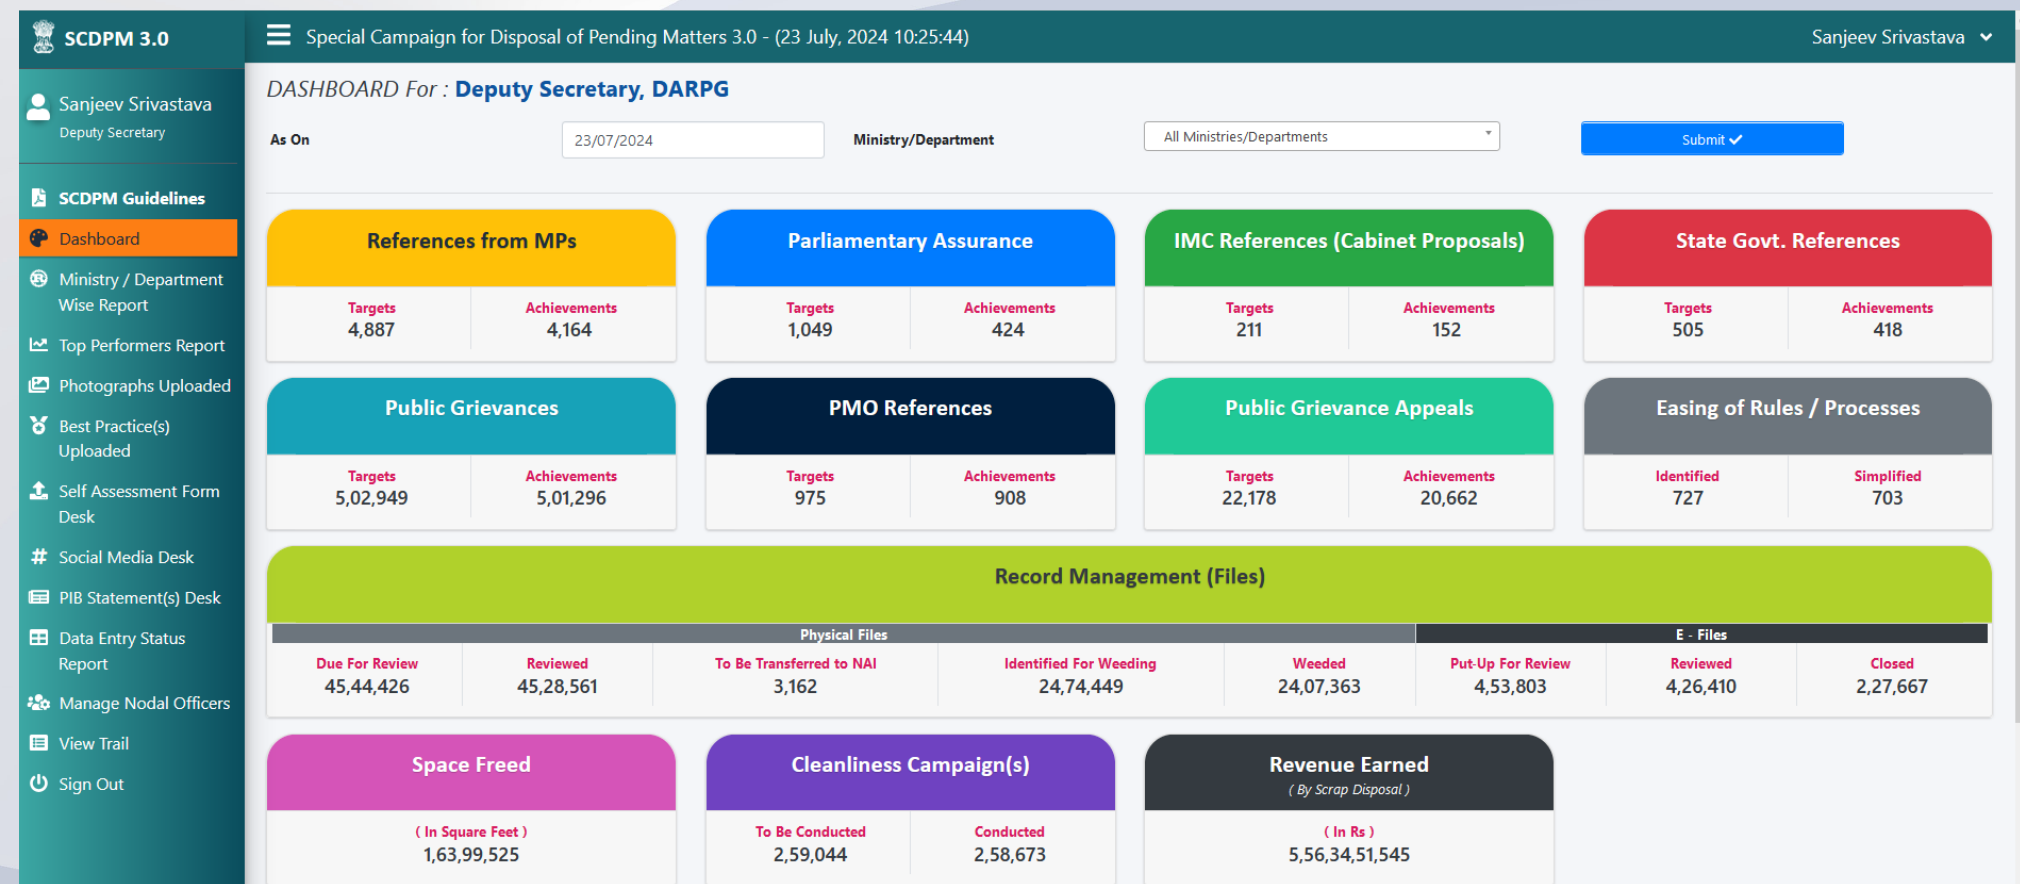 SCDPM 3.0
Special Campaign for Disposal of Pending Matters 3.0 - (23 July, 2024 10:25:44)
Sanjeev Srivastava
Sanjeev Srivastava
Deputy Secretary
SCDPM Guidelines
Dashboard
Ministry / Department
Wise Report
Top Performers Report
Photographs Uploaded
Best Practice(s)
Uploaded
Self Assessment Form
Desk
Social Media Desk
PIB Statement(s) Desk
Data Entry Status
Report
Manage Nodal Officers
View Trail
Sign Out
DASHBOARD For : Deputy Secretary, DARPG
As On 23/07/2024 Ministry/Department All Ministries/Departments Submit
References from MPs
Targets Achievements
4,887 4,164
Parliamentary Assurance
Targets Achievements
1,049 424
IMC References (Cabinet Proposals)
Targets Achievements
211 152
State Govt. References
Targets Achievements
505 418
Public Grievances
Targets Achievements
5,02,949 5,01,296
PMO References
Targets Achievements
975 908
Public Grievance Appeals
Targets Achievements
22,178 20,662
Easing of Rules / Processes
Identified Simplified
727 703
Record Management (Files)
Physical Files E - Files
Due For Review Reviewed To Be Transferred to NAI Identified For Weeding Weeded Put-Up For Review Reviewed Closed
45,44,426 45,28,561 3,162 24,74,449 24,07,363 4,53,803 4,26,410 2,27,667
Space Freed
( In Square Feet )
1,63,99,525
Cleanliness Campaign(s)
To Be Conducted Conducted
2,59,044 2,58,673
Revenue Earned
( By Scrap Disposal )
( In Rs )
5,56,34,51,545